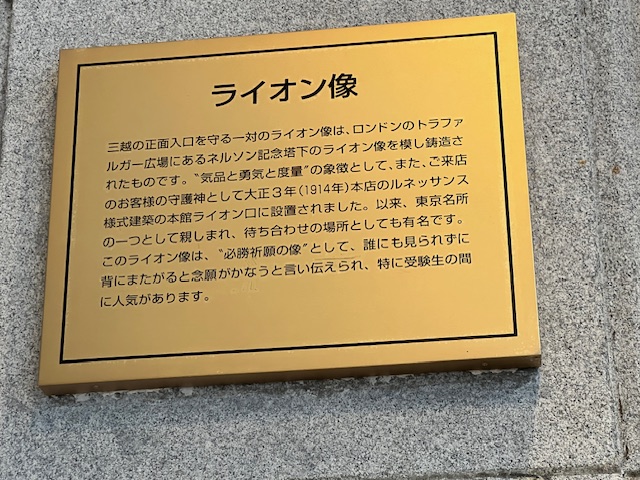 ライオン像
三越の正面入口を守る一対のライオン像は、ロンドンのトラファ
ルガー広場にあるネルソン記念塔下のライオン像を模し鋳造さ
れたものです。〝気品と勇気と度量〟の象徴として、また、ご来店
のお客様の守護神として大正３年（1914年）本店のルネッサンス
様式建築の本館ライオン口に設置されました。以来、東京名所
の一つとして親しまれ、待ち合わせの場所としても有名です。
このライオン像は、〝必勝祈願の像〟として、誰にも見られずに
背にまたがると念願がかなうと言い伝えられ、特に受験生の間
に人気があります。